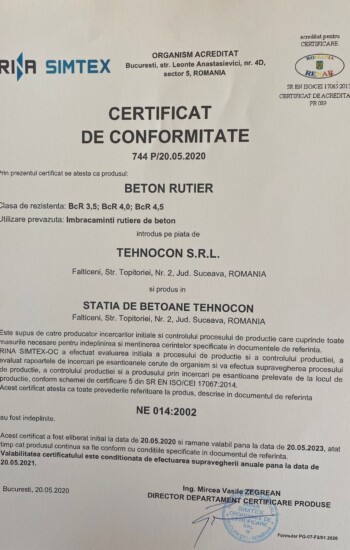 RINA SIMTEX
ORGANISM ACREDITAT
Bucuresti, str. Leonte Anastasievici, nr. 4D,
sector 5, ROMANIA
acreditat pentru
CERTIFICARE
RENAR
SR EN ISO/CEI 17065:2013
CERTIFICAT DE ACREDITA
PR 009
CERTIFICAT
DE CONFORMITATE
744 P/20.05.2020
Prin prezentul certificat se atesta ca produsul:
BETON RUTIER
Clasa de rezistenta: BcR 3,5; BcR 4,0; BcR 4,5
Utilizare prevazuta: Imbracaminti rutiere de beton
introdus pe piata de
TEHNOCON S.R.L.
Falticeni, Str. Topitoriei, Nr. 2, Jud. Suceava, ROMANIA
si produs in
STATIA DE BETOANE TEHNOCON
Falticeni, Str. Topitoriei, Nr. 2, Jud. Suceava, ROMANIA
Este supus de catre producator incercarilor initiale si controlului procesului de productie care cuprinde toate
masurile necesare pentru indeplinirea si mentinerea cerintelor specificate in documentele de referinta.
RINA SIMTEX-OC a efectuat evaluarea initiala a procesului de productie si a controlului productiei, a
evaluat rapoartele de incercari pe esantioanele cerute de organism si va efectua supravegherea procesului
de productie, a controlului productiei si a produsului prin incercari pe esantioane prelevate de la locul de
productie, conform schemei de certificare 5 din SR EN ISO/CEI 17067:2014.
Acest certificat atesta ca toate prevederile referitoare la produs, descrise in documentul de referinta
NE 014:2002
au fost indeplinite.
Acest certificat a fost eliberat initial la data de 20.05.2020 si ramane valabil pana la data de 20.05.2023, atat
timp cat produsul continua sa fie conform cu conditiile specificate in documentul de referinta.
Valabilitatea certificatului este conditionata de efectuarea supravegherii anuale pana la data de
20.05.2021.
Bucuresti, 20.05.2020
Ing. Mircea Vasile ZEGREAN
DIRECTOR DEPARTAMENT CERTIFICARE PRODUSE
SIMTEX
Formular PG-07-F3/01.2020